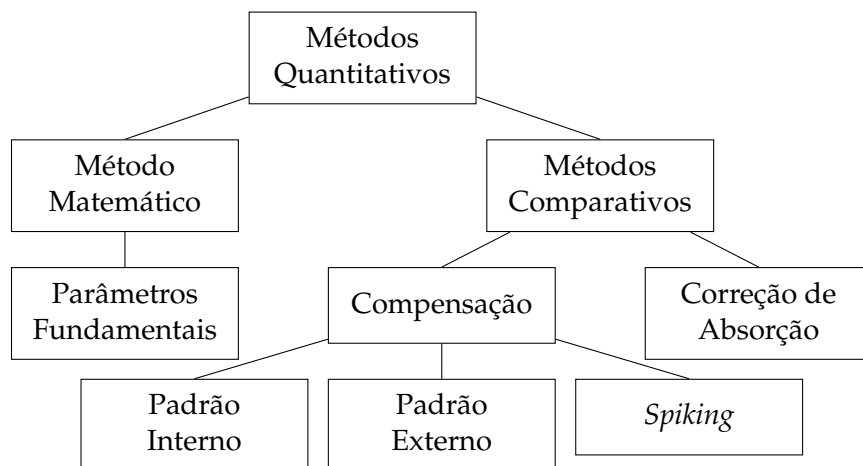 Métodos
Quantitativos
Método
Matemático
Métodos
Comparativos
Parâmetros
Fundamentais
Compensação
Correção de
Absorção
Padrão
Interno
Padrão
Externo
Spiking